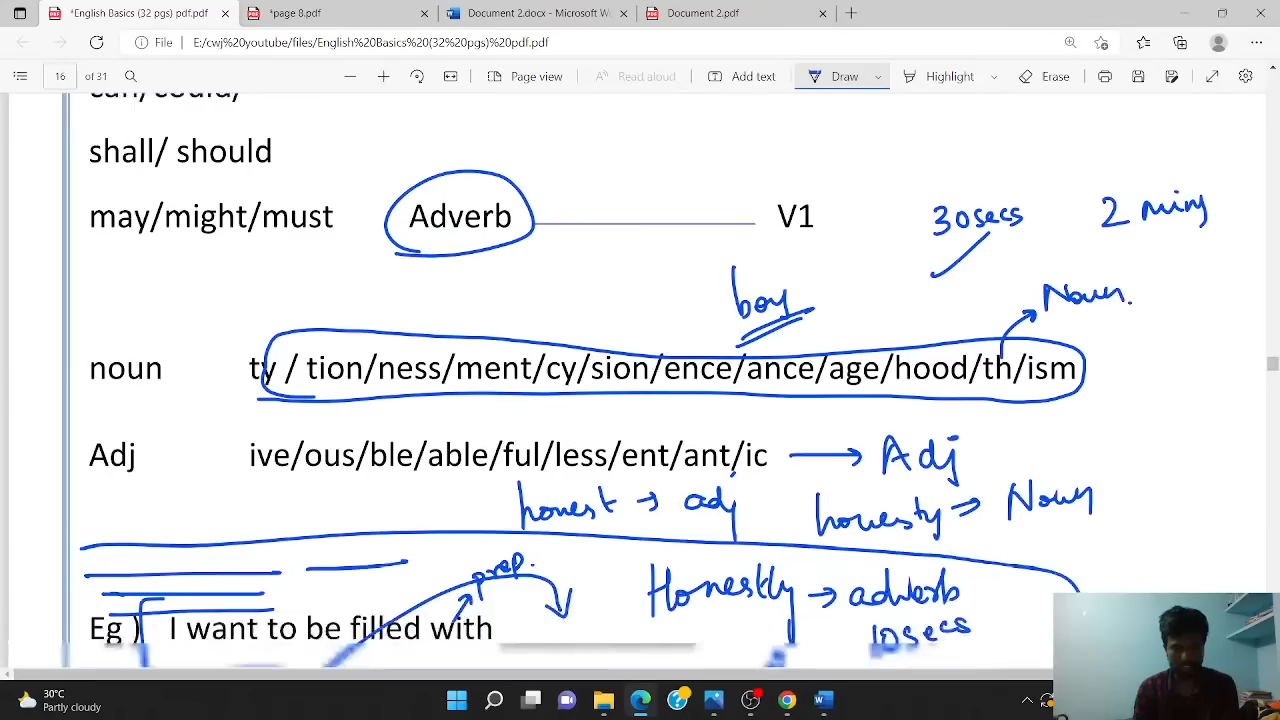 *English Basics (32 pgs) pdf.pdf
*page 8.pdf
Document 2.docx - Microsoft W
Document 2.pdf
File
E:/cwj%20youtube/files/English%20Basics%20(32%20pgs)%20pdf.pdf
16 of 31
Page view
Read aloud
Add text
Draw
Highlight
Erase
shall/ should
may/might/must Adverb V1 30secs 2 mins
boy Noun.
noun ty / tion/ness/ment/cy/sion/ence/ance/age/hood/th/ism
Adj ive/ous/ble/able/ful/less/ent/ant/ic → Adj
honest → adj honesty → Noun
prep. Honestly → adverb
Eg ) I want to be filled with 10secs
30°C
Partly cloudy